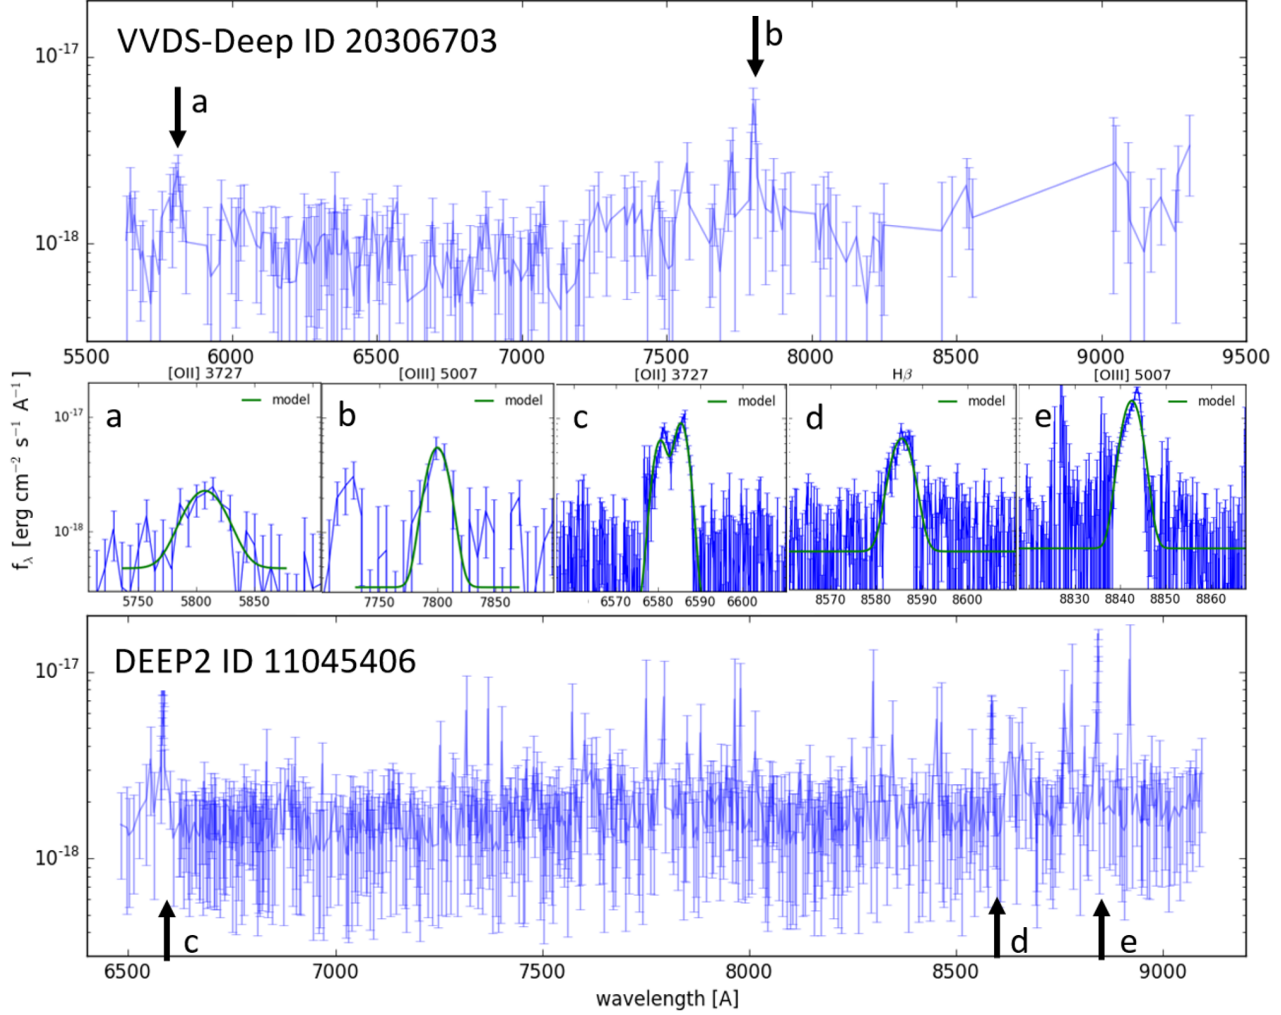 VVDS-Deep ID 20306703
a
b
10⁻¹⁷
10⁻¹⁸
5500 6000 6500 7000 7500 8000 8500 9000 9500
[OII] 3727 [OIII] 5007 [OII] 3727 Hβ [OIII] 5007
a model b model c model d model e model
10⁻¹⁷
10⁻¹⁸
5750 5800 5850 7750 7800 7850 6570 6580 6590 6600 8570 8580 8590 8600 8830 8840 8850 8860
fλ [erg cm⁻² s⁻¹ A⁻¹]
DEEP2 ID 11045406
10⁻¹⁷
10⁻¹⁸
c d e
6500 7000 7500 8000 8500 9000
wavelength [A]